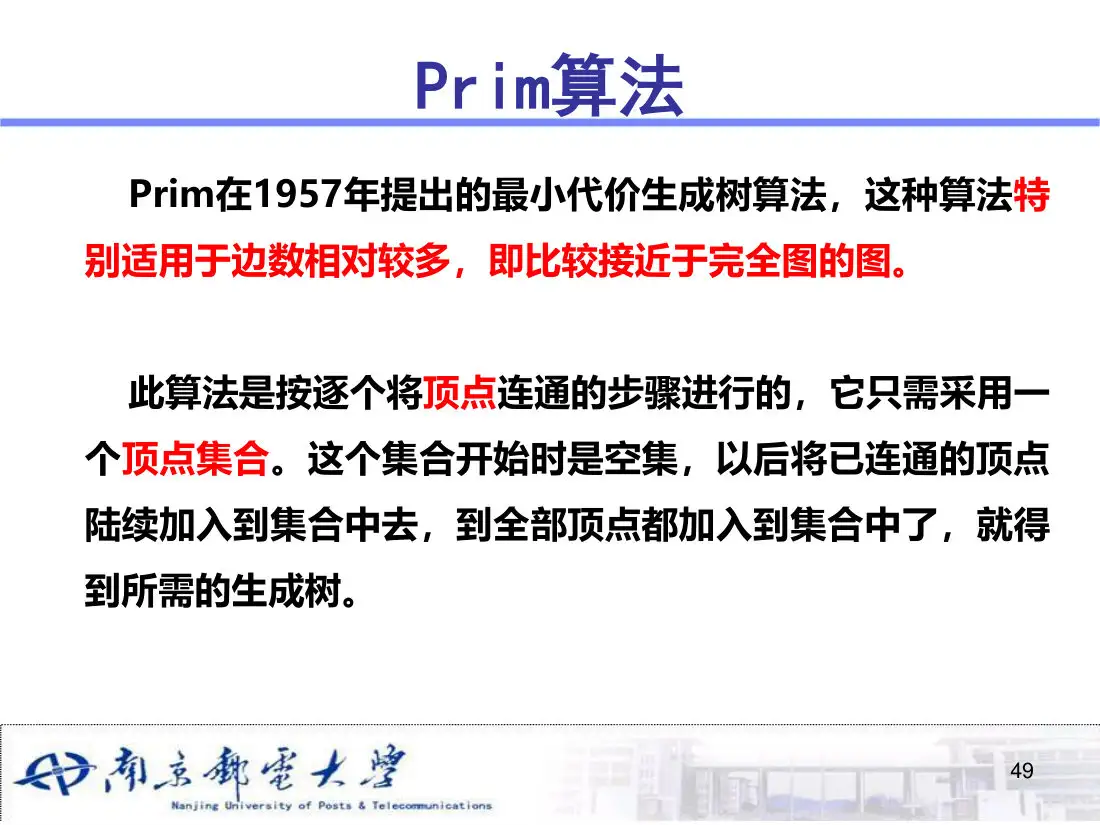 Prim算法
Prim在1957年提出的最小代价生成树算法，这种算法特
别适用于边数相对较多，即比较接近于完全图的图。
此算法是按逐个将顶点连通的步骤进行的，它只需采用一
个顶点集合。这个集合开始时是空集，以后将已连通的顶点
陆续加入到集合中去，到全部顶点都加入到集合中了，就得
到所需的生成树。
南京郵電大學
Nanjing University of Posts & Telecommunications
49